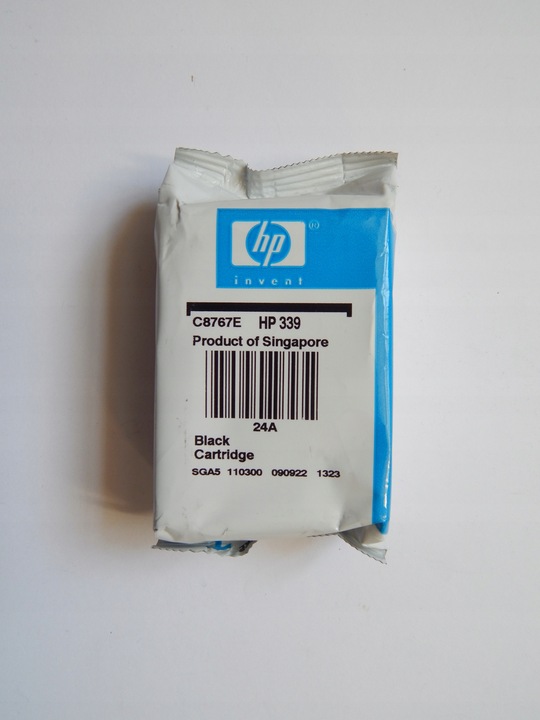 hp ®
invent
C8767E HP 339
Product of Singapore
24A
Black
Cartridge
SGA5 110300 090922 1323